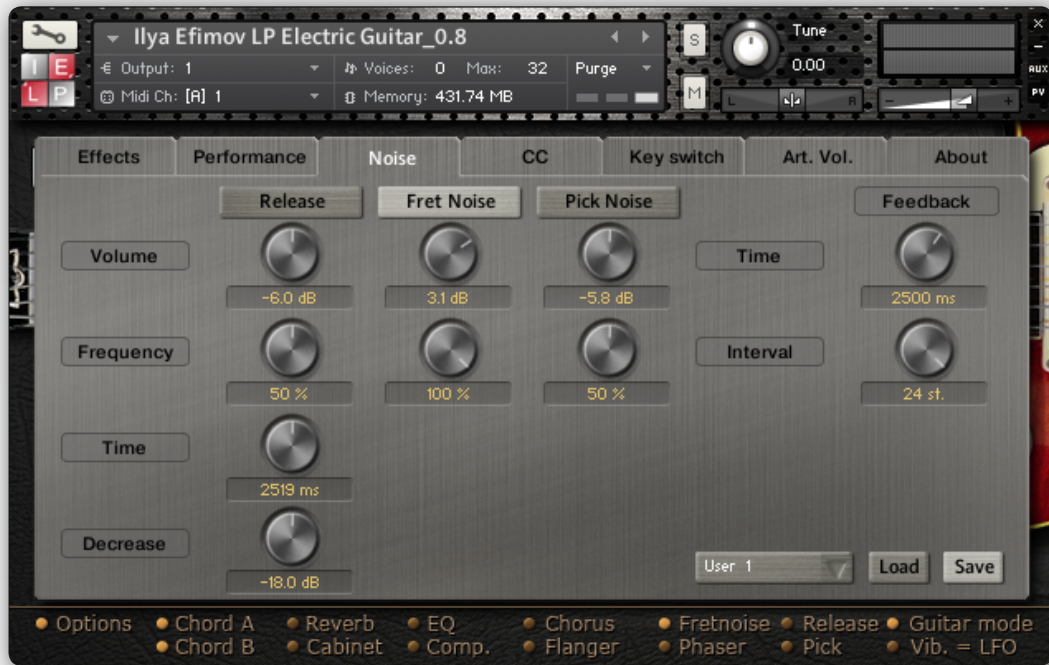 Ilya Efimov LP Electric Guitar_0.8
S
Tune
0.00
×
−
AUX
PV
I E
L P
Output: 1
Voices: 0 Max: 32
Purge
Midi Ch: [A] 1
Memory: 431.74 MB
M
L R
− +
Effects Performance Noise CC Key switch Art. Vol. About
Release Fret Noise Pick Noise Feedback
Volume Time
-6.0 dB 3.1 dB -5.8 dB 2500 ms
Frequency Interval
50 % 100 % 50 % 24 st.
Time
2519 ms
Decrease
-18.0 dB
User 1 Load Save
Options Chord A Reverb EQ Chorus Fretnoise Release Guitar mode
Chord B Cabinet Comp. Flanger Phaser Pick Vib. = LFO